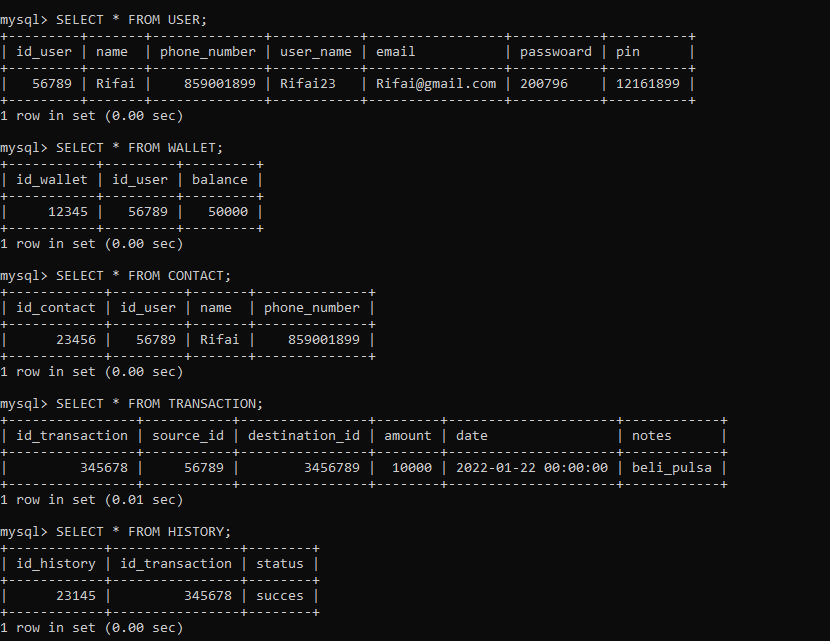 mysql> SELECT * FROM USER;
+---------+-------+--------------+-----------+-----------------+-----------+----------+
| id_user | name  | phone_number | user_name | email           | passwoard | pin      |
+---------+-------+--------------+-----------+-----------------+-----------+----------+
|   56789 | Rifai |    859001899 | Rifai23   | Rifai@gmail.com | 200796    | 12161899 |
+---------+-------+--------------+-----------+-----------------+-----------+----------+
1 row in set (0.00 sec)
mysql> SELECT * FROM WALLET;
+-----------+---------+---------+
| id_wallet | id_user | balance |
+-----------+---------+---------+
|     12345 |   56789 |   50000 |
+-----------+---------+---------+
1 row in set (0.00 sec)
mysql> SELECT * FROM CONTACT;
+------------+---------+-------+--------------+
| id_contact | id_user | name  | phone_number |
+------------+---------+-------+--------------+
|      23456 |   56789 | Rifai |    859001899 |
+------------+---------+-------+--------------+
1 row in set (0.00 sec)
mysql> SELECT * FROM TRANSACTION;
+----------------+-----------+----------------+--------+---------------------+------------+
| id_transaction | source_id | destination_id | amount | date                | notes      |
+----------------+-----------+----------------+--------+---------------------+------------+
|         345678 |     56789 |        3456789 |  10000 | 2022-01-22 00:00:00 | beli_pulsa |
+----------------+-----------+----------------+--------+---------------------+------------+
1 row in set (0.01 sec)
mysql> SELECT * FROM HISTORY;
+------------+----------------+--------+
| id_history | id_transaction | status |
+------------+----------------+--------+
|      23145 |         345678 | succes |
+------------+----------------+--------+
1 row in set (0.00 sec)